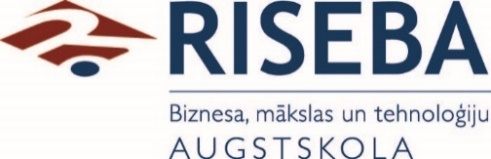 RISEBA
Biznesa, mākslas un tehnoloģiju
AUGSTSKOLA